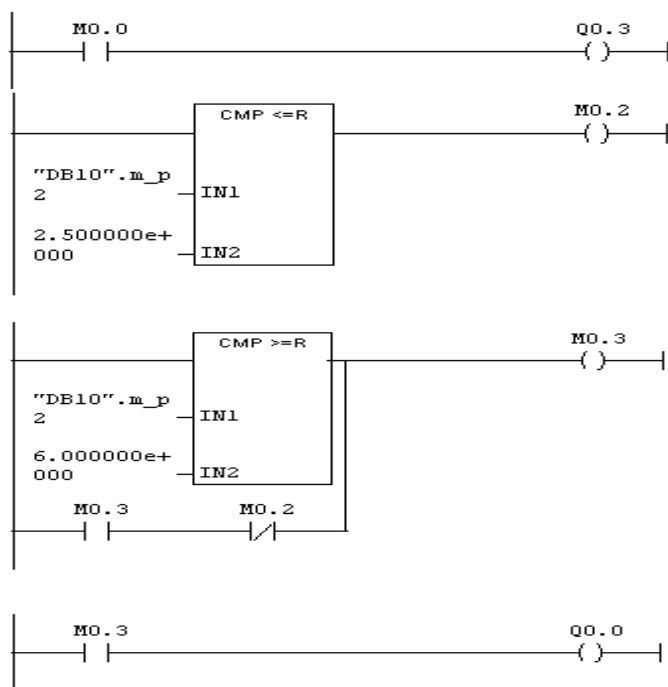 M0.0 Q0.3
CMP <=R M0.2
"DB10".m_p
2 IN1
2.500000e+
000 IN2
CMP >=R M0.3
"DB10".m_p
2 IN1
6.000000e+
000 IN2
M0.3 M0.2
M0.3 Q0.0